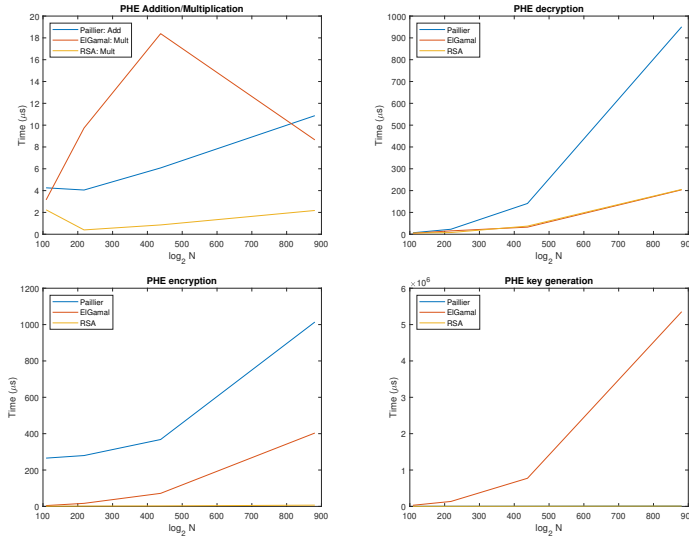 PHE Addition/Multiplication
20
18
16
14
12
10
8
6
4
2
0
Time (μs)
Paillier: Add
ElGamal: Mult
RSA: Mult
100 200 300 400 500 600 700 800 900
log2 N
PHE decryption
1000
900
800
700
600
500
400
300
200
100
0
Time (μs)
Paillier
ElGamal
RSA
100 200 300 400 500 600 700 800 900
log2 N
PHE encryption
1200
1000
800
600
400
200
0
Time (μs)
Paillier
ElGamal
RSA
100 200 300 400 500 600 700 800 900
log2 N
PHE key generation
×10^6
6
5
4
3
2
1
0
Time (μs)
Paillier
ElGamal
RSA
100 200 300 400 500 600 700 800 900
log2 N